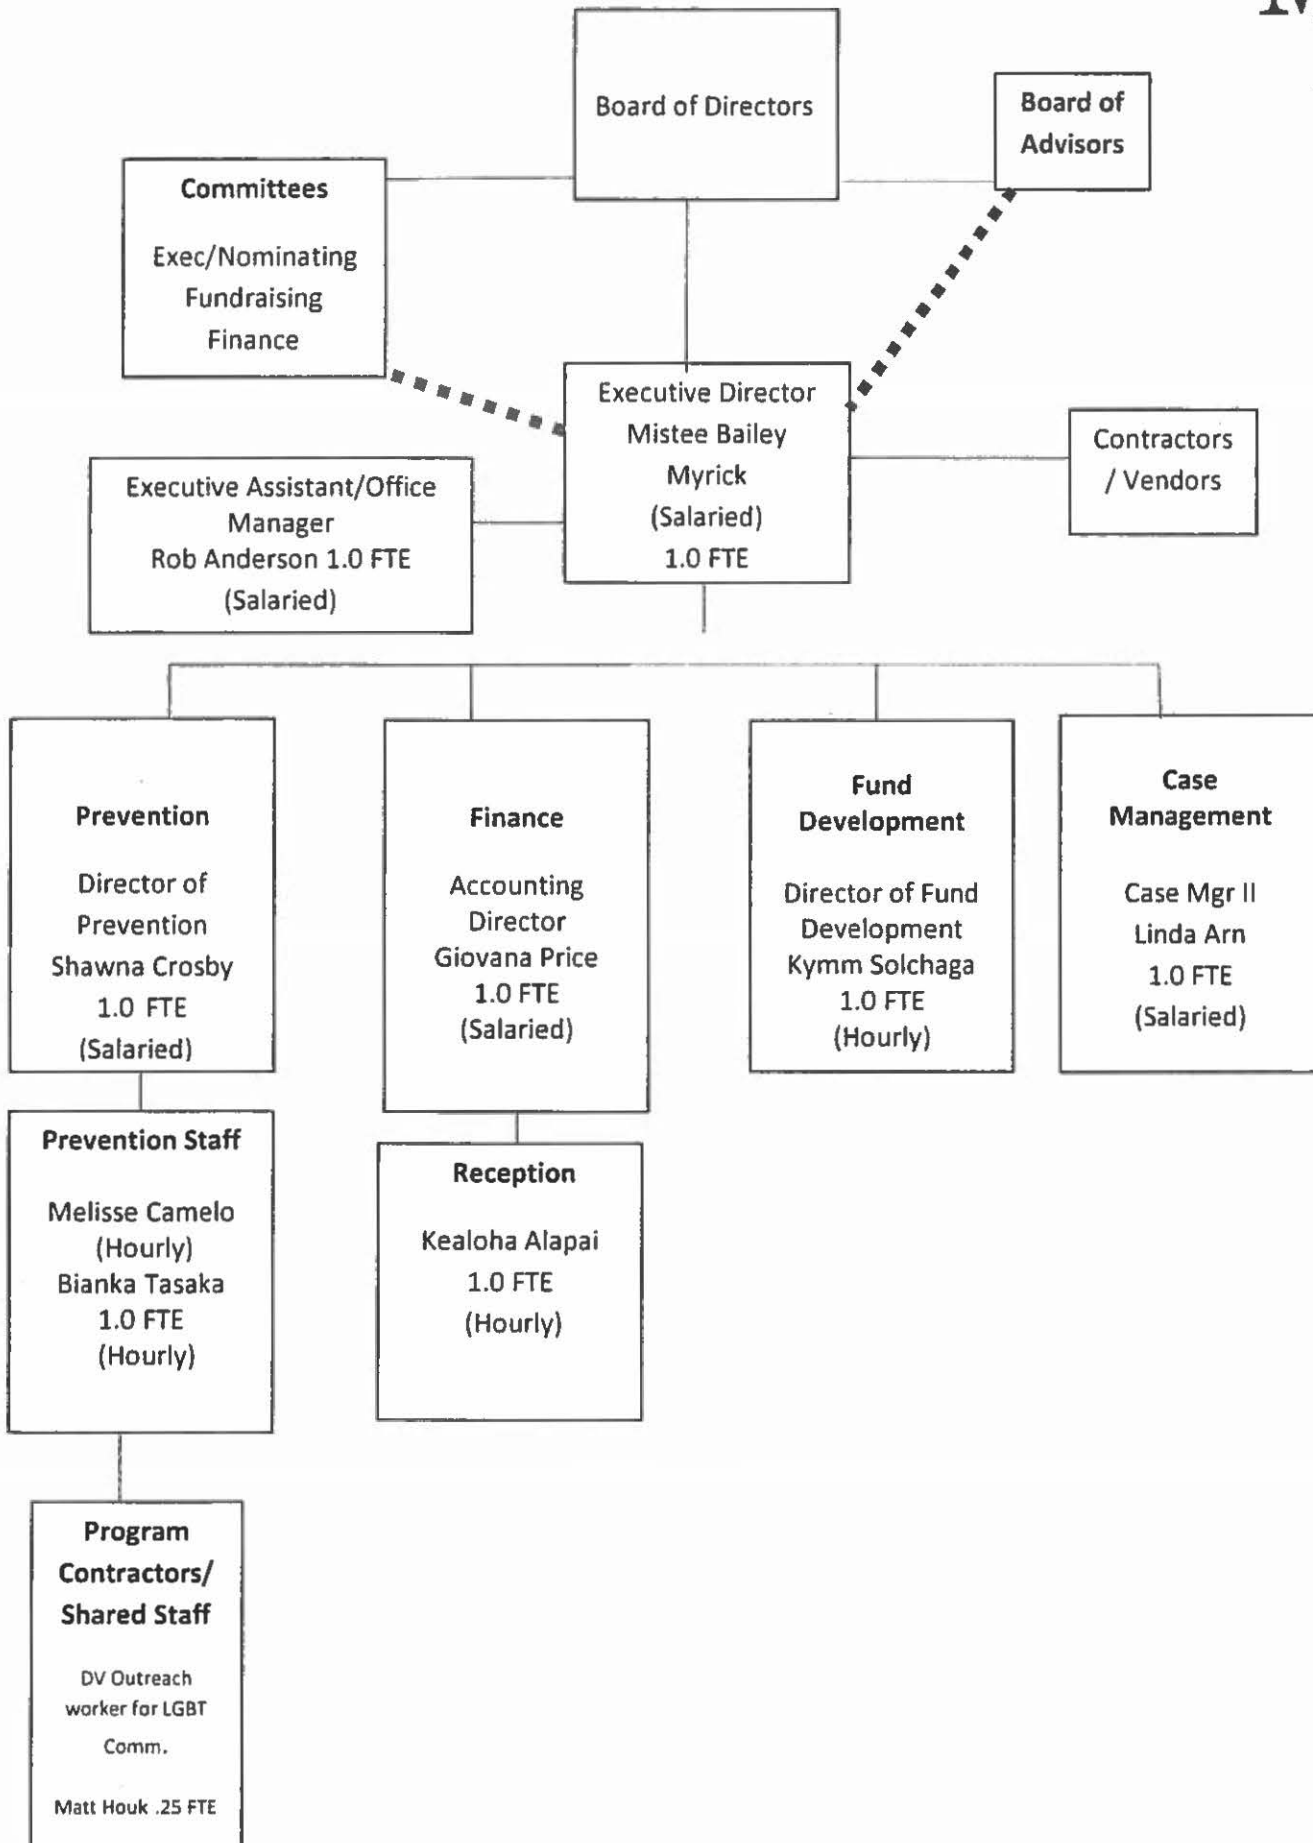 Board of Directors
Board of
Advisors
Committees
Exec/Nominating
Fundraising
Finance
Executive Director
Mistee Bailey
Myrick
(Salaried)
1.0 FTE
Contractors
/ Vendors
Executive Assistant/Office
Manager
Rob Anderson 1.0 FTE
(Salaried)
Prevention
Director of
Prevention
Shawna Crosby
1.0 FTE
(Salaried)
Finance
Accounting
Director
Giovana Price
1.0 FTE
(Salaried)
Fund
Development
Director of Fund
Development
Kymm Solchaga
1.0 FTE
(Hourly)
Case
Management
Case Mgr II
Linda Arn
1.0 FTE
(Salaried)
Prevention Staff
Melisse Camelo
(Hourly)
Bianka Tasaka
1.0 FTE
(Hourly)
Reception
Kealoha Alapai
1.0 FTE
(Hourly)
Program
Contractors/
Shared Staff
DV Outreach
worker for LGBT
Comm.
Matt Houk .25 FTE